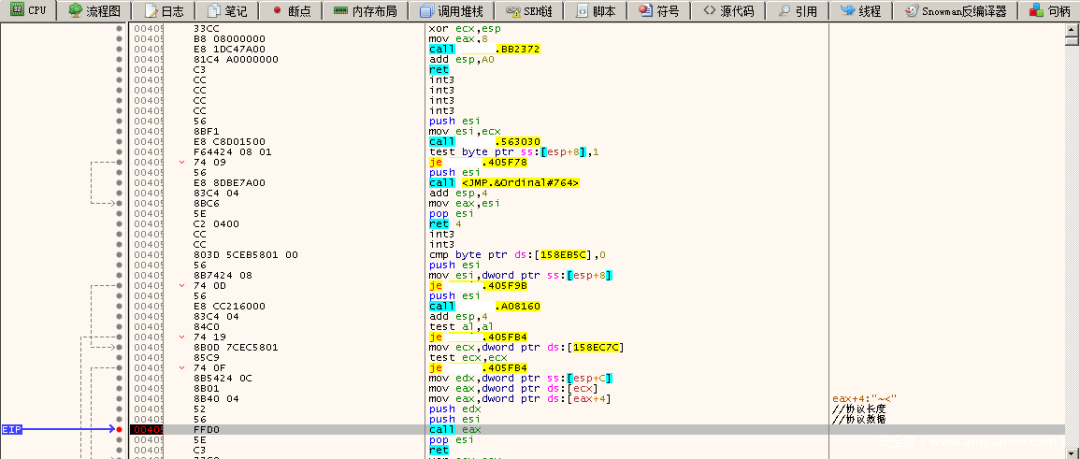 CPU 流程图 日志 笔记 断点 内存布局 调用堆栈 SEH链 脚本 符号 源代码 引用 线程 Snowman反编译器 句柄
00405 33CC xor ecx,esp
00405 B8 08000000 mov eax,8
00405 E8 1DC47A00 call .BB2372
00405 81C4 A0000000 add esp,A0
00405 C3 ret
00405 CC int3
00405 CC int3
00405 CC int3
00405 CC int3
00405 56 push esi
00405 8BF1 mov esi,ecx
00405 E8 C8D01500 call .563030
00405 F64424 08 01 test byte ptr ss:[esp+8],1
00405 74 09 je .405F78
00405 56 push esi
00405 E8 8DBE7A00 call <JMP.&Ordinal#764>
00405 83C4 04 add esp,4
00405 8BC6 mov eax,esi
00405 5E pop esi
00405 C2 0400 ret 4
00405 CC int3
00405 CC int3
00405 803D 5CEB5801 00 cmp byte ptr ds:[158EB5C],0
00405 56 push esi
00405 8B7424 08 mov esi,dword ptr ss:[esp+8]
00405 74 0D je .405F9B
00405 56 push esi
00405 E8 CC216000 call .A08160
00405 83C4 04 add esp,4
00405 84C0 test al,al
00405 74 19 je .405FB4
00405 8B0D 7CEC5801 mov ecx,dword ptr ds:[158EC7C]
00405 85C9 test ecx,ecx
00405 74 0F je .405FB4
00405 8B5424 0C mov edx,dword ptr ss:[esp+C]
00405 8B01 mov eax,dword ptr ds:[ecx]
00405 8B40 04 mov eax,dword ptr ds:[eax+4] eax+4:"~<"
00405 52 push edx //协议长度
00405 56 push esi //协议数据
EIP 00405 FFD0 call eax
00405 5E pop esi
00405 C3 ret